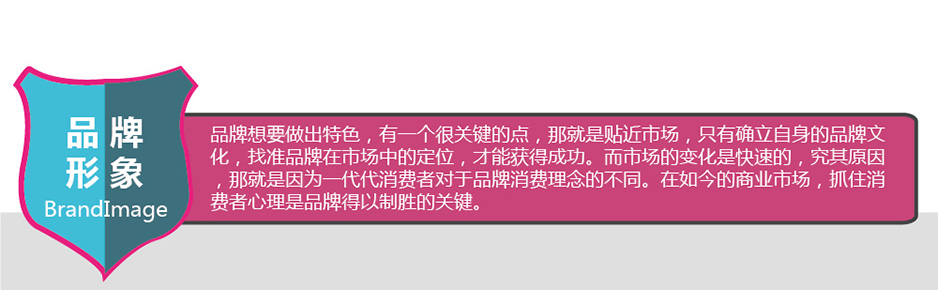 品牌
形象
BrandImage
品牌想要做出特色，有一个很关键的点，那就是贴近市场，只有确立自身的品牌文
化，找准品牌在市场中的定位，才能获得成功。而市场的变化是快速的，究其原因
，那就是因为一代代消费者对于品牌消费理念的不同。在如今的商业市场，抓住消
费者心理是品牌得以制胜的关键。